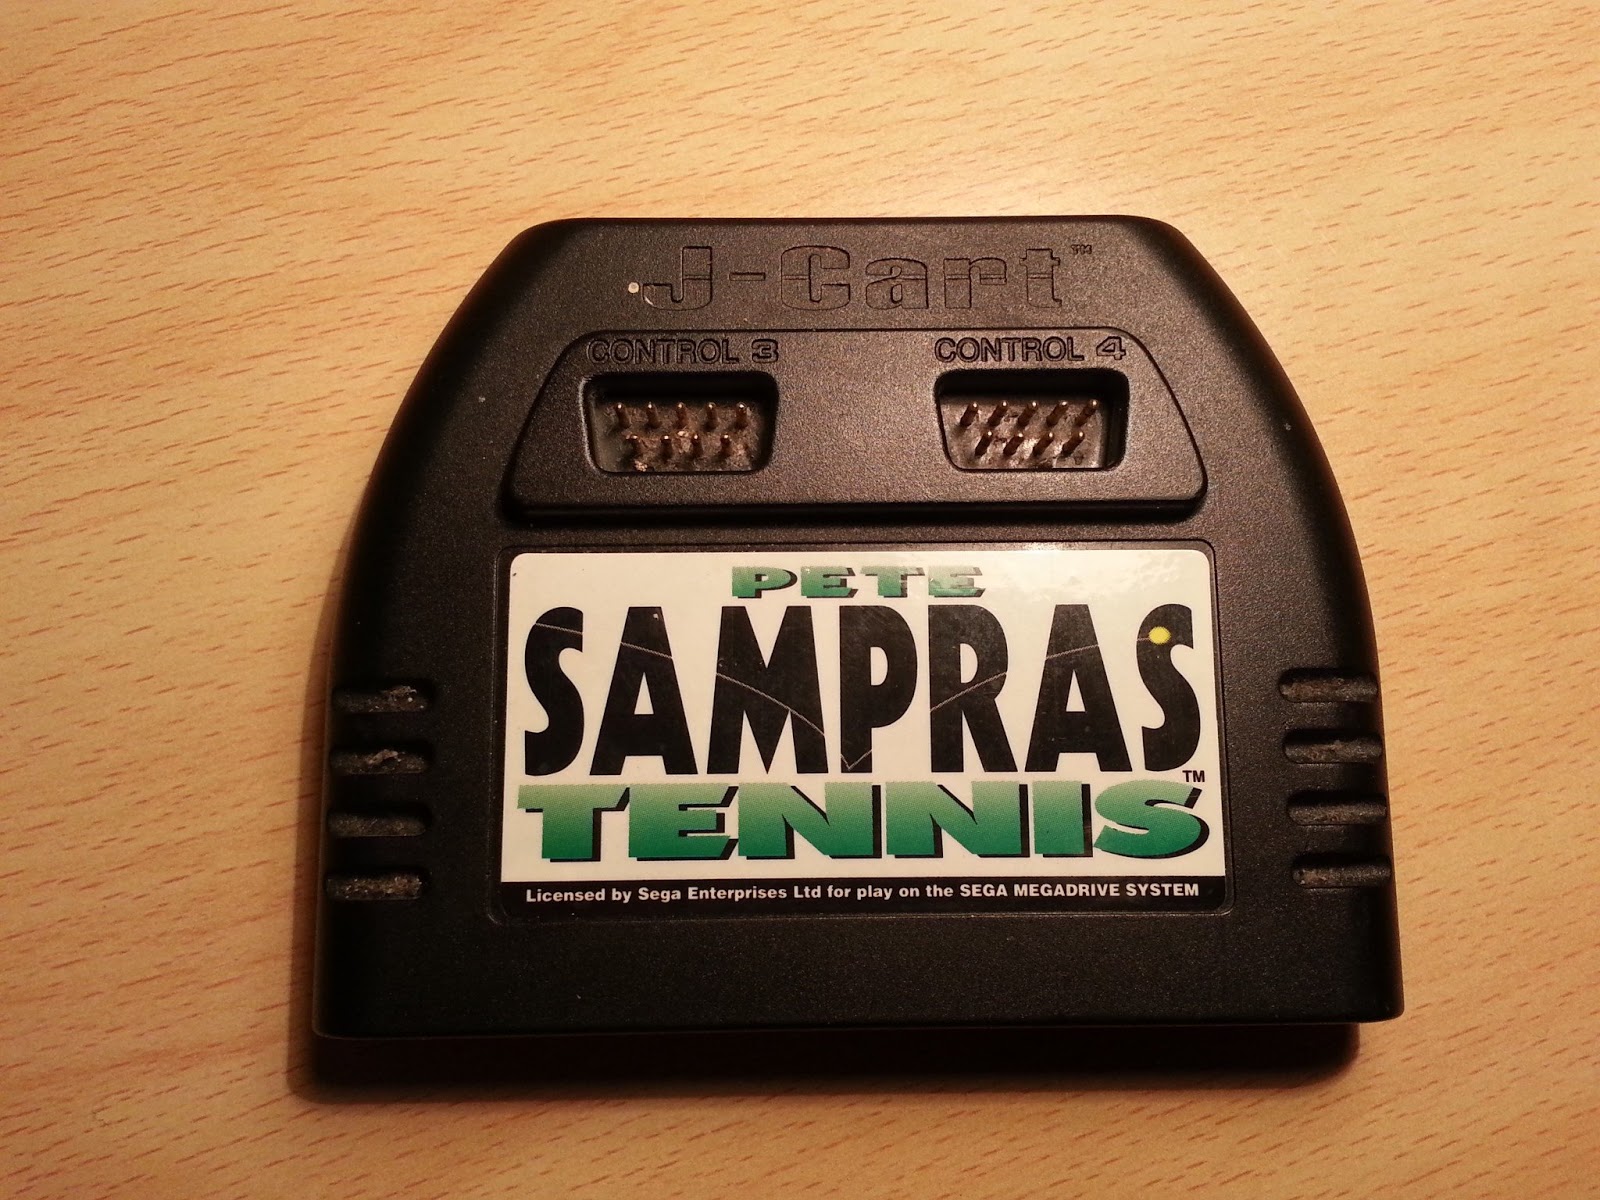 J-Cart™
CONTROL 3 CONTROL 4
PETE
SAMPRAS
TENNIS™
Licensed by Sega Enterprises Ltd for play on the SEGA MEGADRIVE SYSTEM